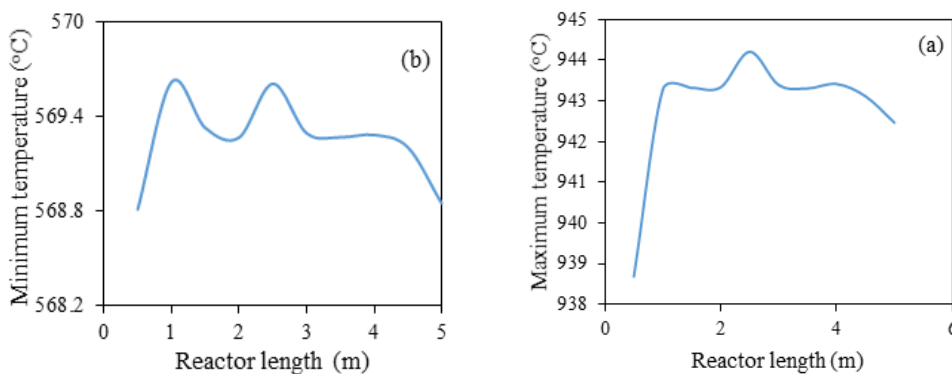 Minimum temperature (°C)
570
569.4
568.8
568.2
(b)
0 1 2 3 4 5
Reactor length (m)
Maximum temperature (°C)
945
944
943
942
941
940
939
938
(a)
0 2 4
Reactor length (m)